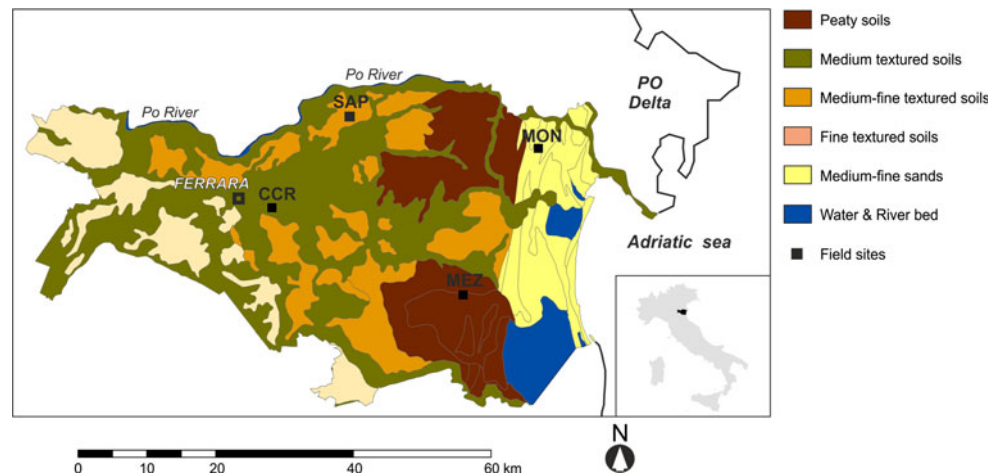 Po River
Po River
SAP
MON
FERRARA
CCR
MEZ
PO
Delta
Adriatic sea
Peaty soils
Medium textured soils
Medium-fine textured soils
Fine textured soils
Medium-fine sands
Water & River bed
Field sites
0 10 20 40 60 km
N